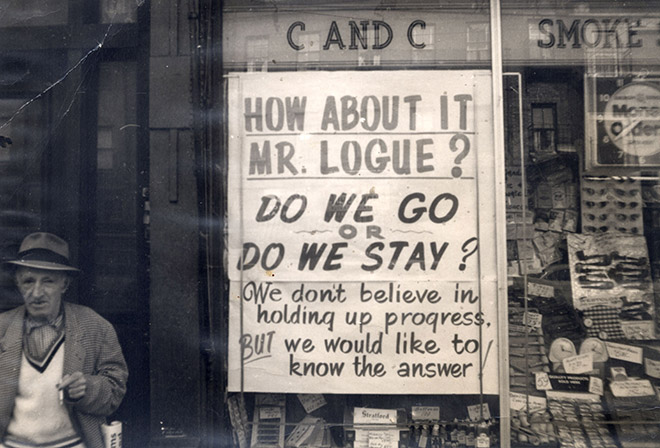 C AND C
SMOKE
HOW ABOUT IT
MR. LOGUE?
DO WE GO
OR
DO WE STAY?
We don't believe in
holding up progress,
BUT we would like to
know the answer!
Money
Orders
Stratford